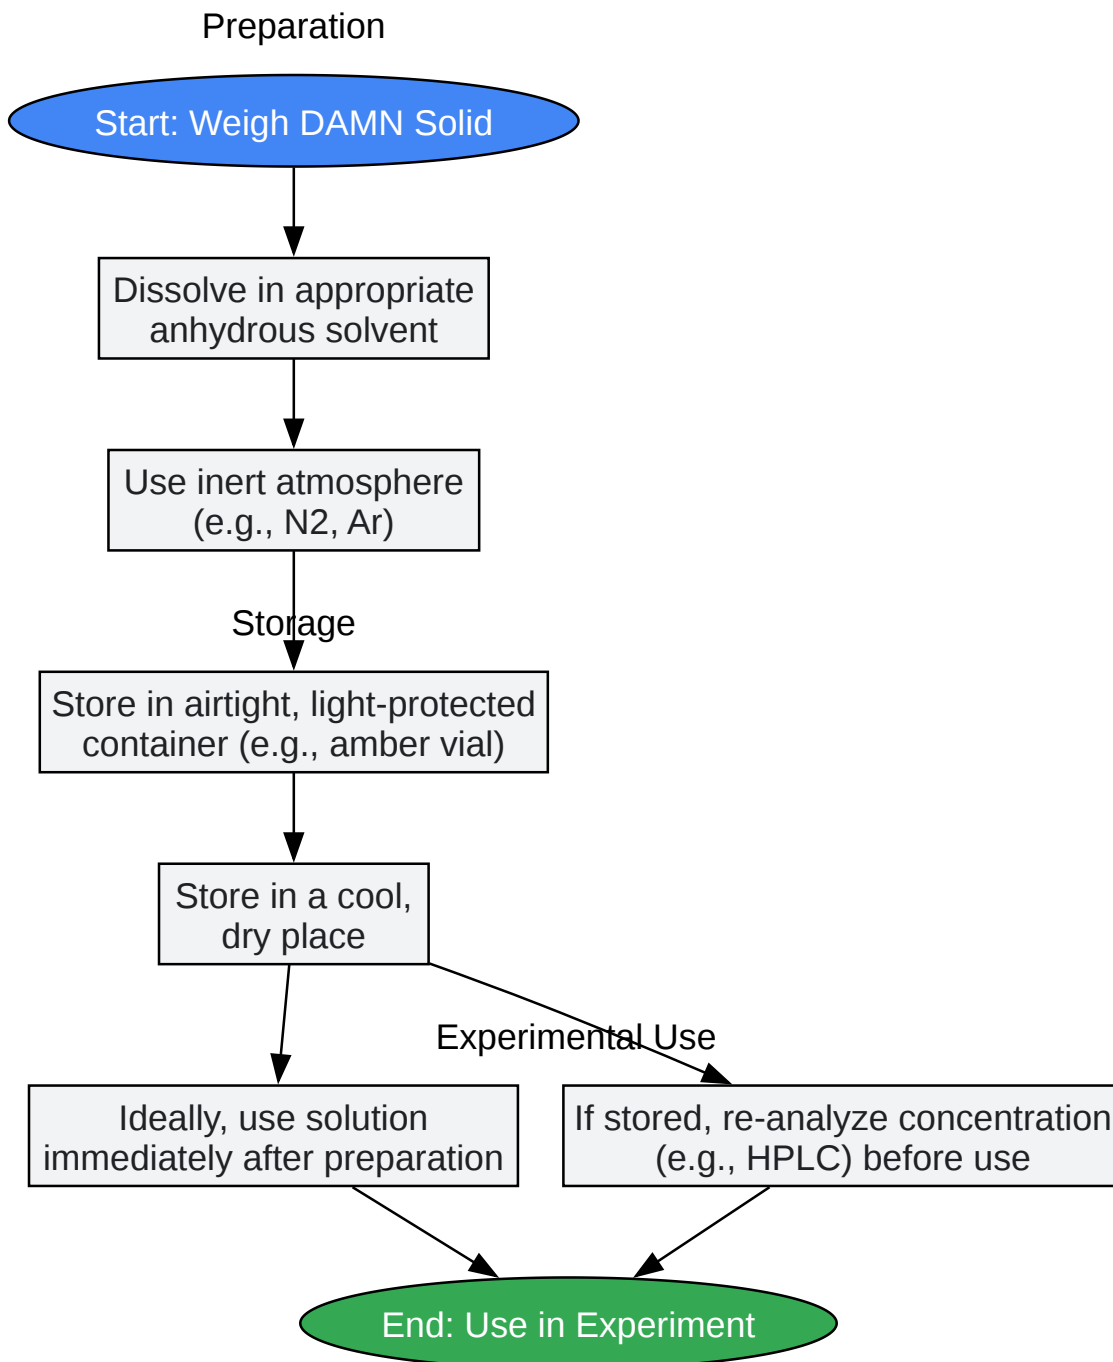 Preparation
Start: Weigh DAMN Solid
Dissolve in appropriate
anhydrous solvent
Use inert atmosphere
(e.g., N2, Ar)
Storage
Store in airtight, light-protected
container (e.g., amber vial)
Store in a cool,
dry place
Experimental Use
Ideally, use solution
immediately after preparation
If stored, re-analyze concentration
(e.g., HPLC) before use
End: Use in Experiment